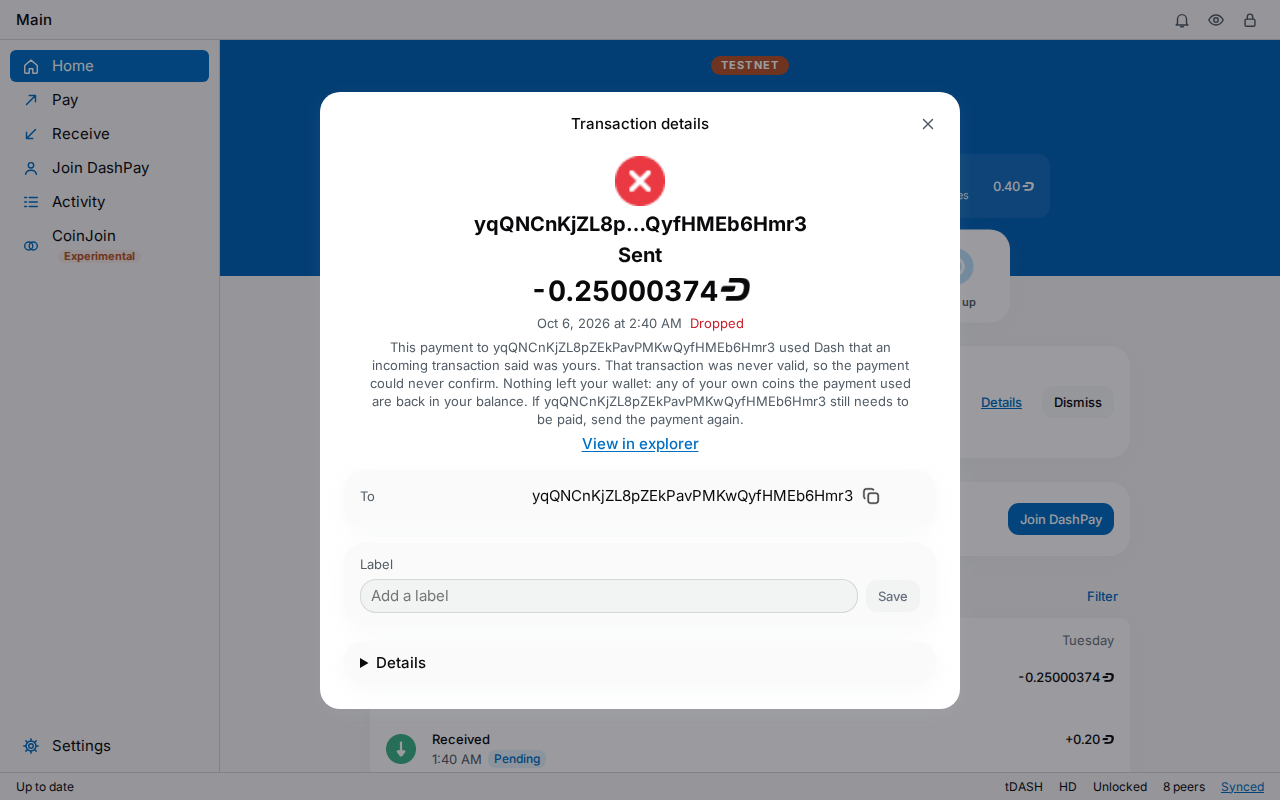 Main
Home
Pay
Receive
Join DashPay
Activity
CoinJoin
Experimental
Settings
TESTNET
es
0.40
up
Details
Dismiss
Join DashPay
Filter
Tuesday
-0.25000374
Received
1:40 AM Pending
+0.20
Transaction details
yqQNCnKjZL8p...QyfHMEb6Hmr3
Sent
-0.25000374
Oct 6, 2026 at 2:40 AM Dropped
This payment to yqQNCnKjZL8pZEkPavPMKwQyfHMEb6Hmr3 used Dash that an
incoming transaction said was yours. That transaction was never valid, so the payment
could never confirm. Nothing left your wallet: any of your own coins the payment used
are back in your balance. If yqQNCnKjZL8pZEkPavPMKwQyfHMEb6Hmr3 still needs to
be paid, send the payment again.
View in explorer
To
yqQNCnKjZL8pZEkPavPMKwQyfHMEb6Hmr3
Label
Add a label
Save
Details
Up to date
tDASH HD Unlocked 8 peers Synced